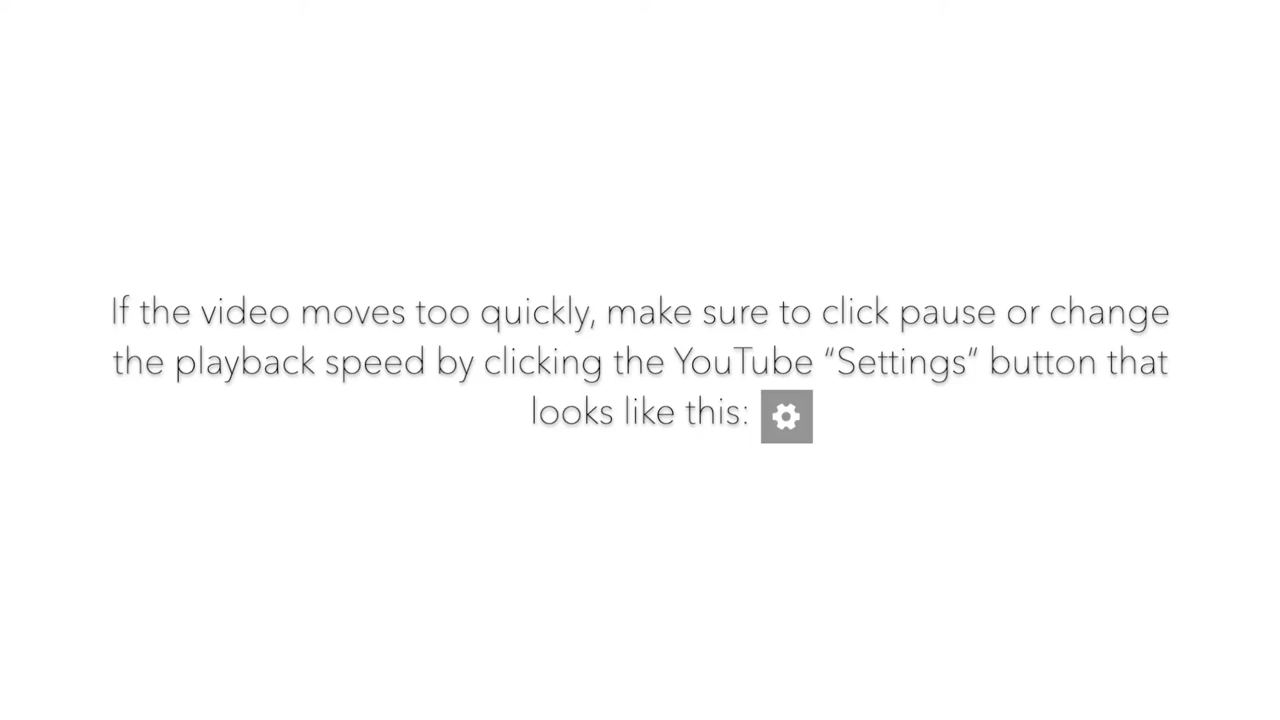 If the video moves too quickly, make sure to click pause or change
the playback speed by clicking the YouTube “Settings” button that
looks like this: